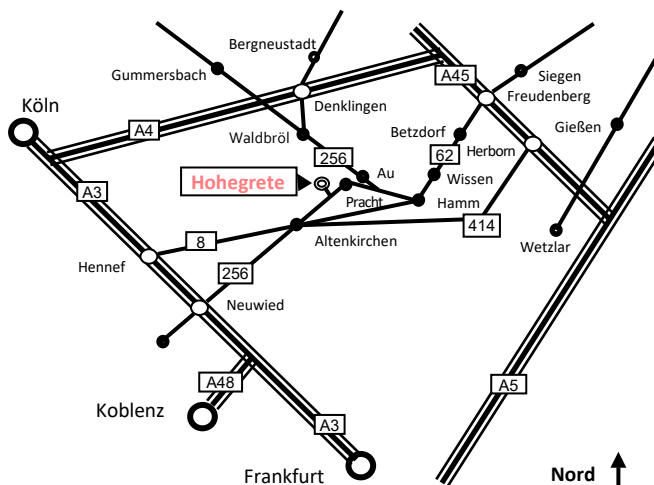 Bergneustadt
Gummersbach
A45
Siegen
Freudenberg
Köln
Denklingen
Gießen
A4
Waldbröl
Betzdorf
Herborn
256
62
Au
Wissen
Hohegrete
A3
Pracht
Hamm
414
Altenkirchen
8
Wetzlar
Hennef
256
Neuwied
A48
A5
Koblenz
A3
Frankfurt
Nord